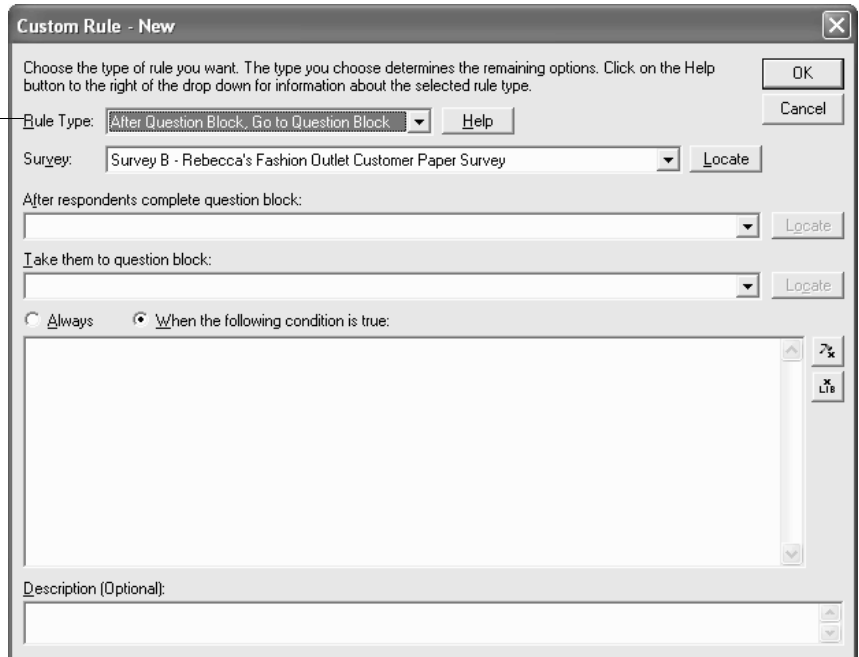 Custom Rule - New
Choose the type of rule you want. The type you choose determines the remaining options. Click on the Help
button to the right of the drop down for information about the selected rule type.
OK
Cancel
Rule Type: After Question Block, Go to Question Block Help
Survey: Survey B - Rebecca's Fashion Outlet Customer Paper Survey Locate
After respondents complete question block:
Locate
Take them to question block:
Locate
Always When the following condition is true:
x
LIB
Description (Optional):